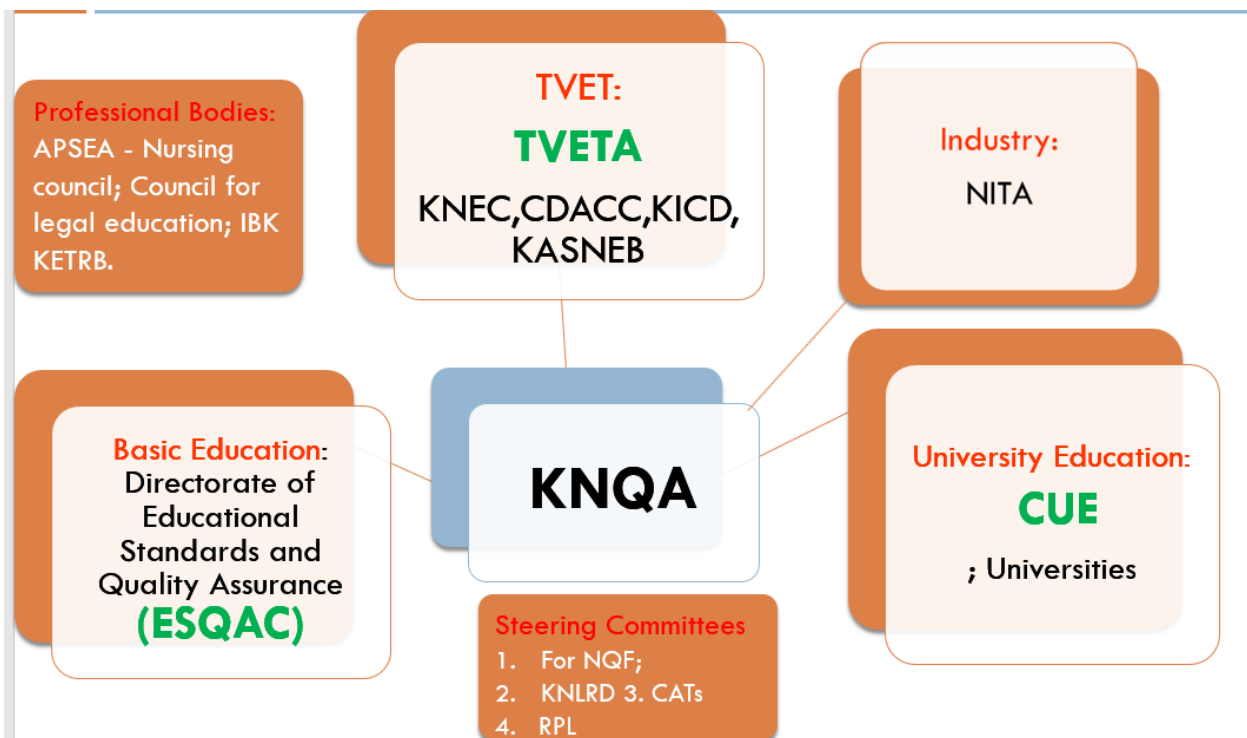 Professional Bodies:
APSEA - Nursing
council; Council for
legal education; IBK
KETRB.
TVET:
TVETA
KNEC,CDACC,KICD,
KASNEB
Industry:
NITA
Basic Education:
Directorate of
Educational
Standards and
Quality Assurance
(ESQAC)
KNQA
University Education:
CUE
; Universities
Steering Committees
1. For NQF;
2. KNLRD 3. CATs
4. RPL